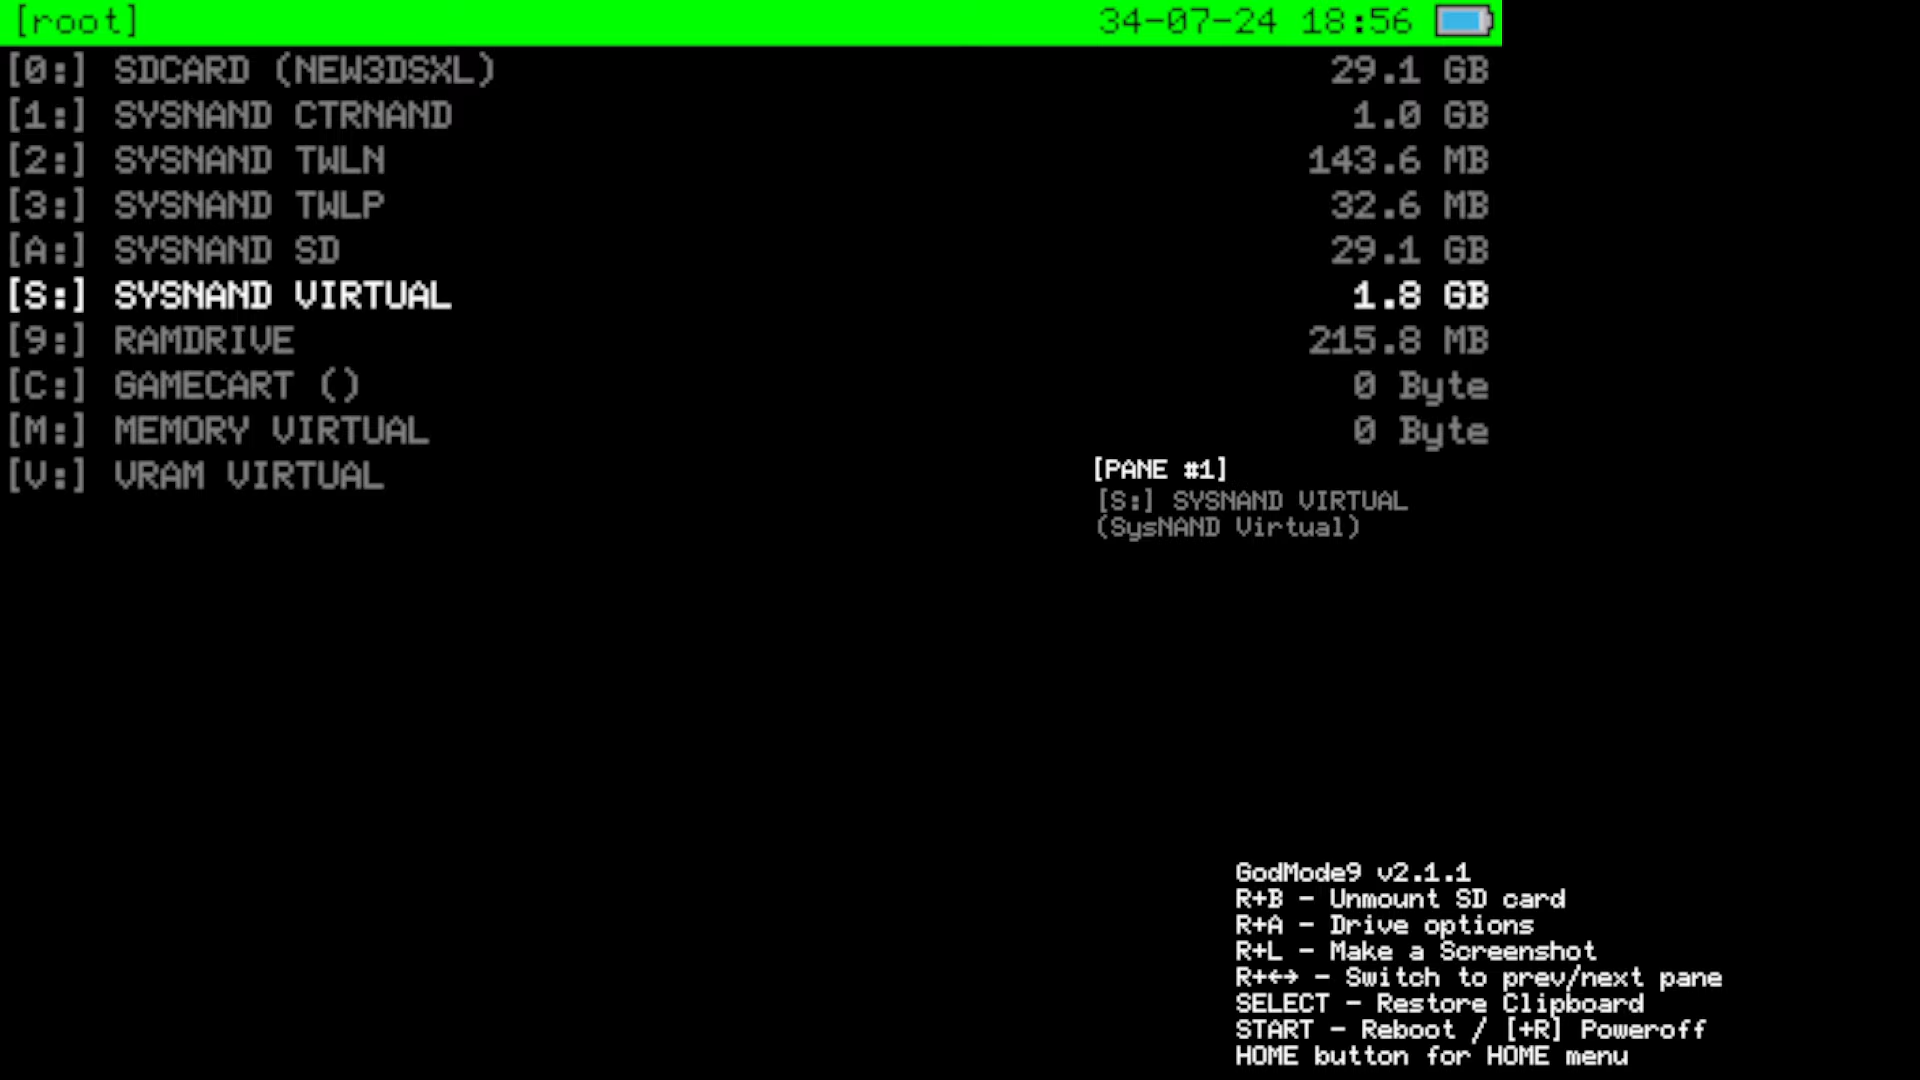 [root] 34-07-24 18:56
[0:] SDCARD (NEW3DSXL) 29.1 GB
[1:] SYSNAND CTRNAND 1.0 GB
[2:] SYSNAND TWLN 143.6 MB
[3:] SYSNAND TWLP 32.6 MB
[A:] SYSNAND SD 29.1 GB
[S:] SYSNAND VIRTUAL 1.8 GB
[9:] RAMDRIVE 215.8 MB
[C:] GAMECART () 0 Byte
[M:] MEMORY VIRTUAL 0 Byte
[V:] VRAM VIRTUAL
[PANE #1]
[S:] SYSNAND VIRTUAL
(SysNAND Virtual)
GodMode9 v2.1.1
R+B - Unmount SD card
R+A - Drive options
R+L - Make a Screenshot
R+←→ - Switch to prev/next pane
SELECT - Restore Clipboard
START - Reboot / [+R] Poweroff
HOME button for HOME menu